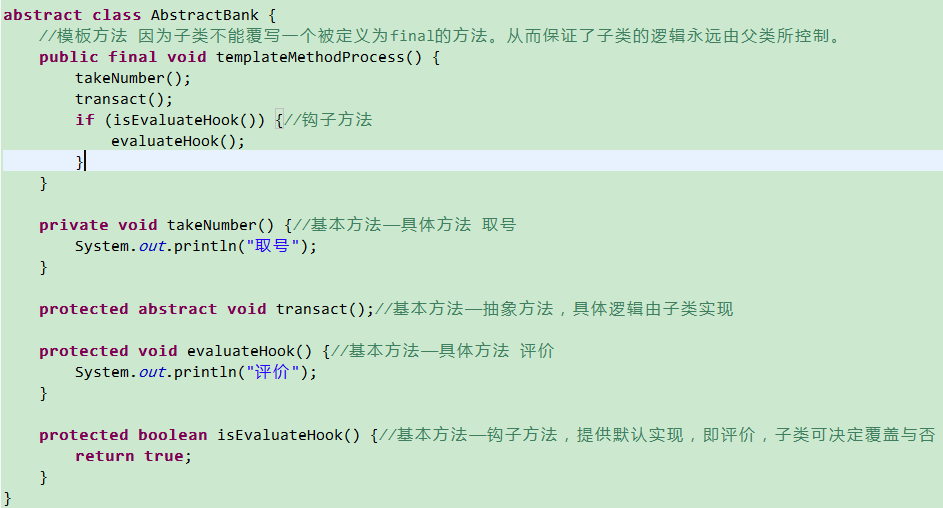 abstract class AbstractBank {
    //模板方法 因为子类不能覆写一个被定义为final的方法。从而保证了子类的逻辑永远由父类所控制。
    public final void templateMethodProcess() {
        takeNumber();
        transact();
        if (isEvaluateHook()) {//钩子方法
            evaluateHook();
        }
    }

    private void takeNumber() {//基本方法—具体方法 取号
        System.out.println("取号");
    }

    protected abstract void transact();//基本方法—抽象方法，具体逻辑由子类实现

    protected void evaluateHook() {//基本方法—具体方法 评价
        System.out.println("评价");
    }

    protected boolean isEvaluateHook() {//基本方法—钩子方法，提供默认实现，即评价，子类可决定覆盖与否
        return true;
    }
}